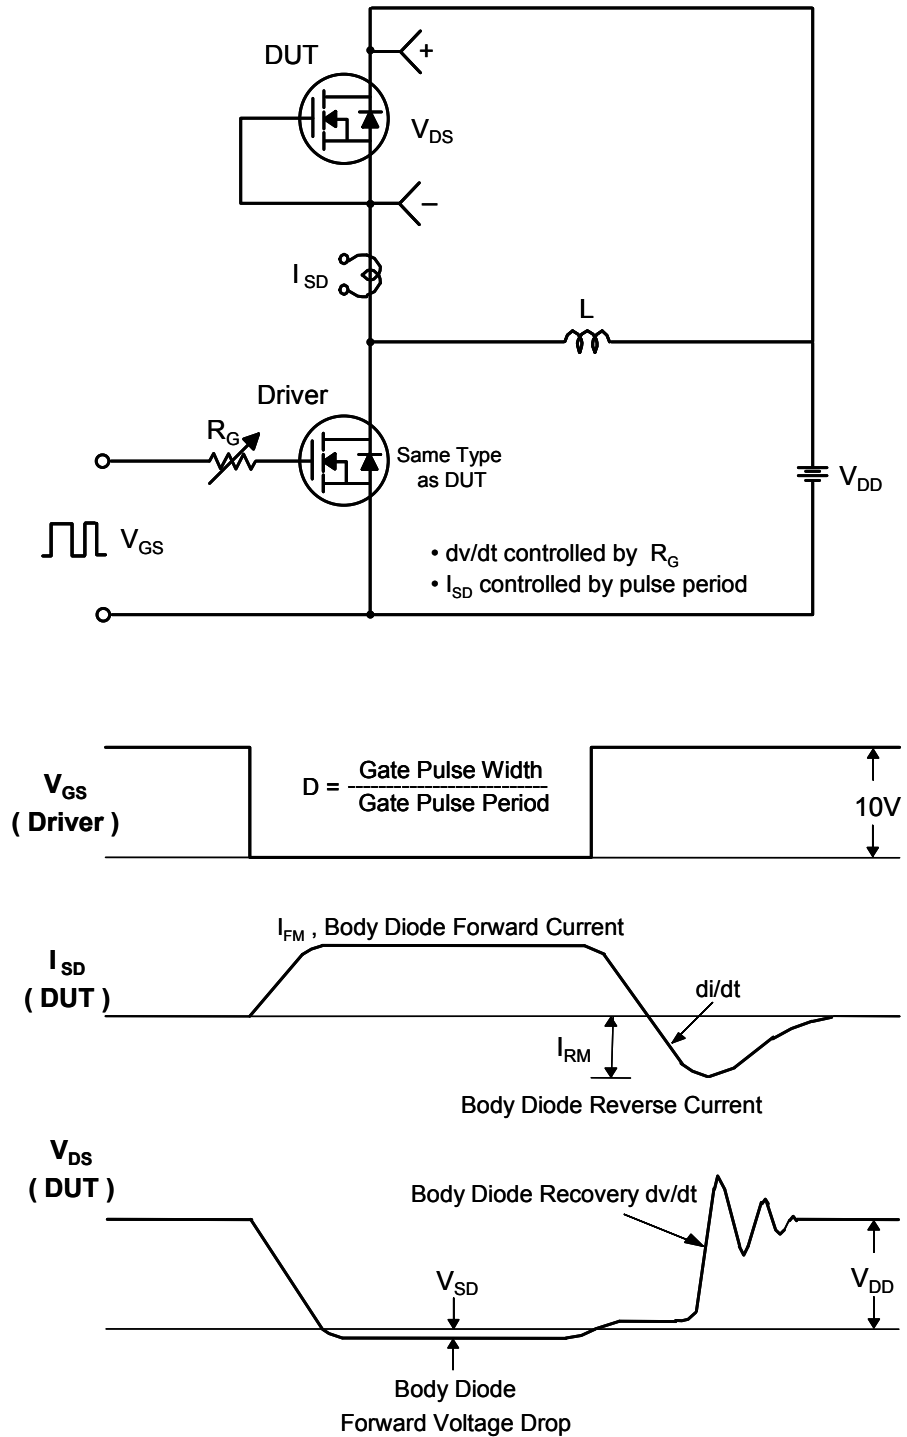 DUT
+
V_DS
−
I_SD
L
Driver
R_G
Same Type
as DUT
V_DD
V_GS
• dv/dt controlled by R_G
• I_SD controlled by pulse period
V_GS
( Driver )
D = Gate Pulse Width
Gate Pulse Period
10V
I_FM , Body Diode Forward Current
I_SD
( DUT )
di/dt
I_RM
Body Diode Reverse Current
V_DS
( DUT )
Body Diode Recovery dv/dt
V_SD
V_DD
Body Diode
Forward Voltage Drop